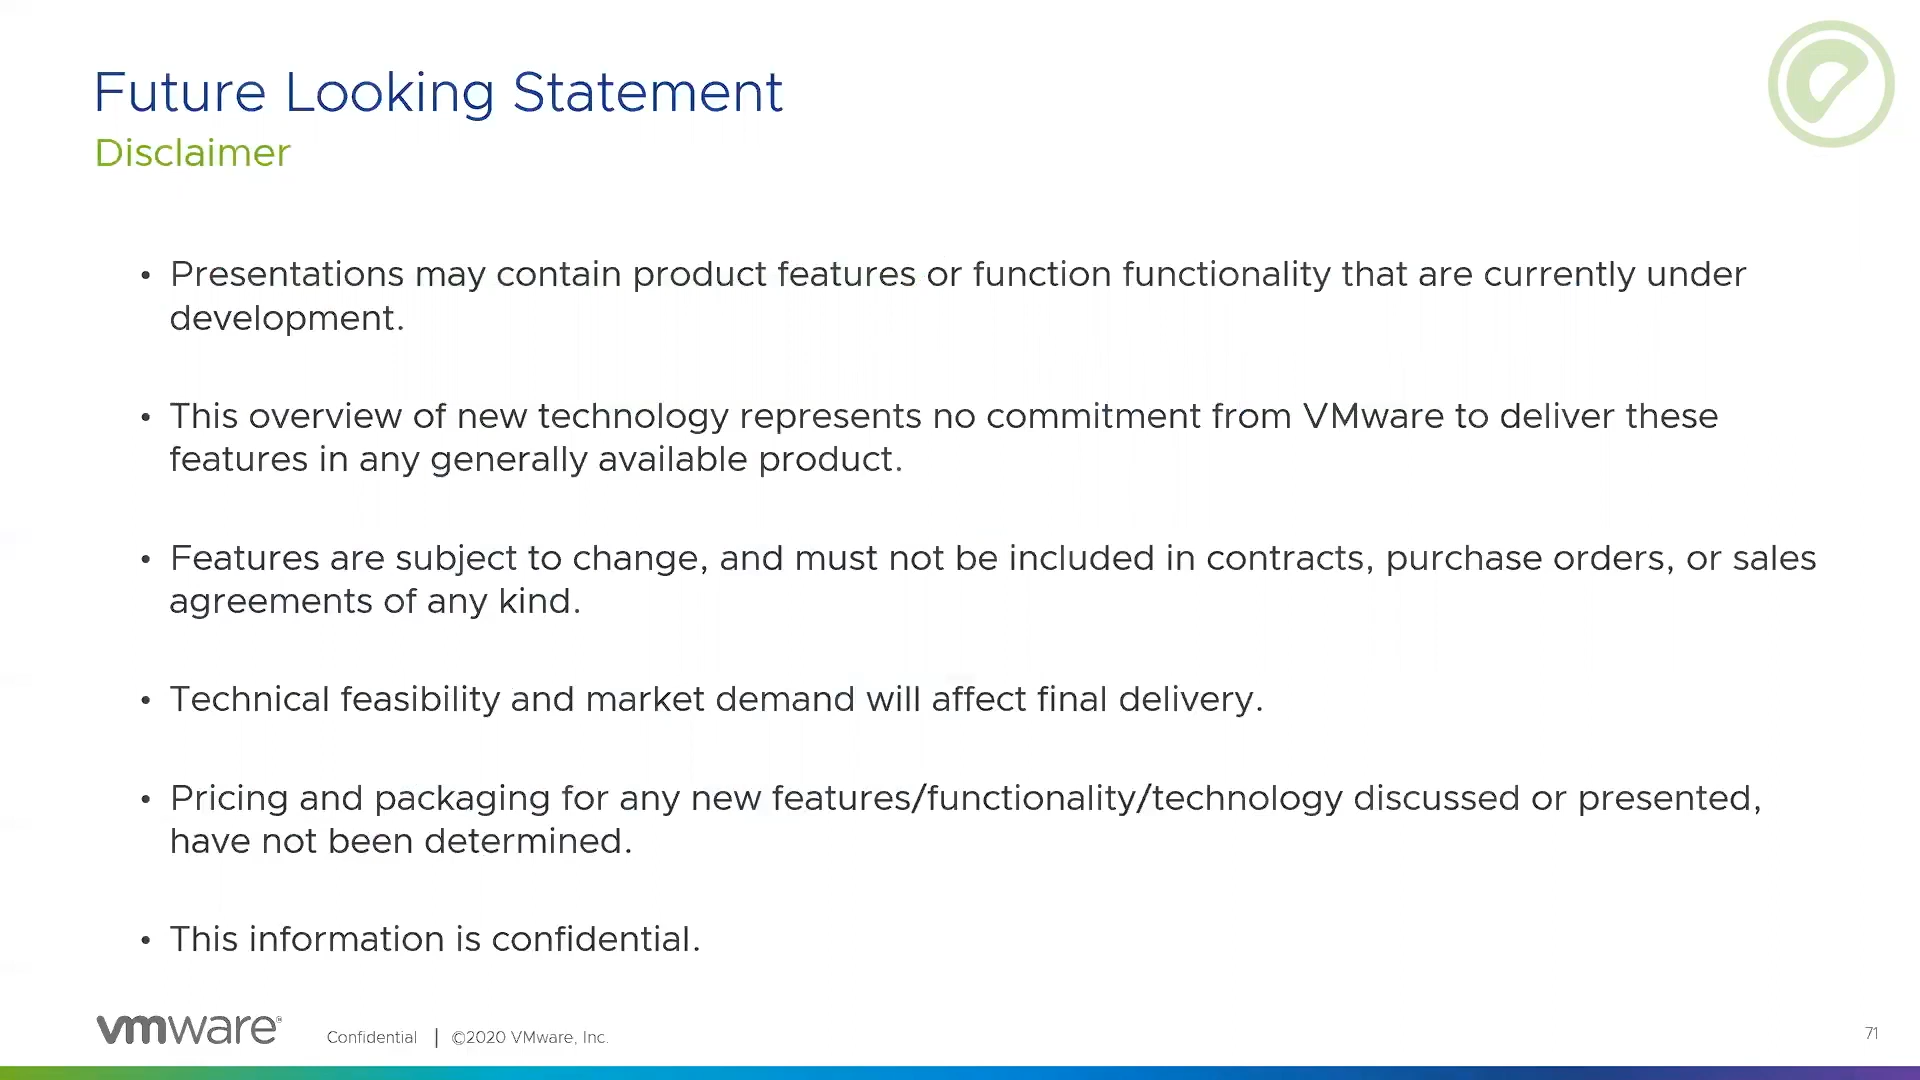 Future Looking Statement
Disclaimer
• Presentations may contain product features or function functionality that are currently under
development.
• This overview of new technology represents no commitment from VMware to deliver these
features in any generally available product.
• Features are subject to change, and must not be included in contracts, purchase orders, or sales
agreements of any kind.
• Technical feasibility and market demand will affect final delivery.
• Pricing and packaging for any new features/functionality/technology discussed or presented,
have not been determined.
• This information is confidential.
vmware® Confidential | ©2020 VMware, Inc. 71